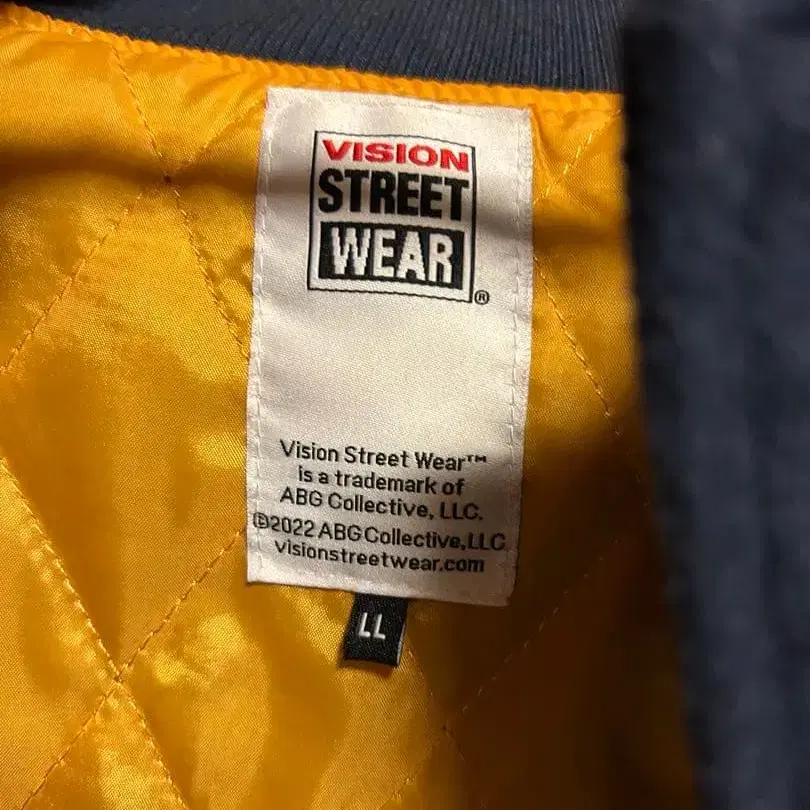 VISION
STREET
WEAR
®
Vision Street Wear™
is a trademark of
ABG Collective, LLC.
©2022 ABG Collective, LLC
visionstreetwear.com
LL